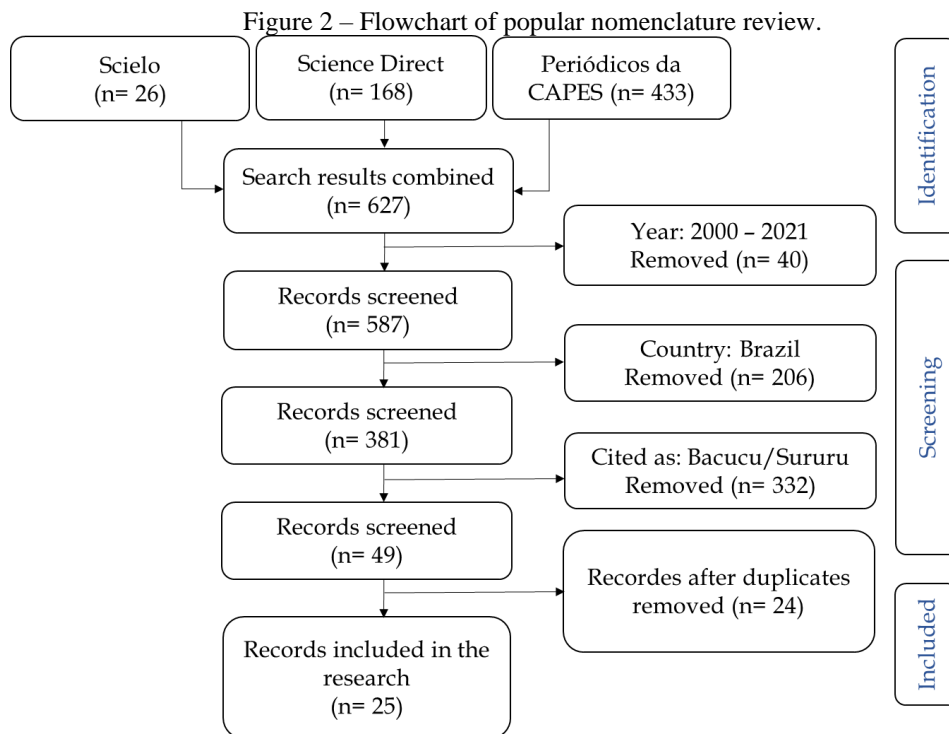 Figure 2 – Flowchart of popular nomenclature review.
Scielo
(n= 26)
Science Direct
(n= 168)
Periódicos da
CAPES (n= 433)
Identification
Search results combined
(n= 627)
Year: 2000 – 2021
Removed (n= 40)
Records screened
(n= 587)
Country: Brazil
Removed (n= 206)
Screening
Records screened
(n= 381)
Cited as: Bacucu/Sururu
Removed (n= 332)
Records screened
(n= 49)
Recordes after duplicates
removed (n= 24)
Records included in the
research
(n= 25)
Included